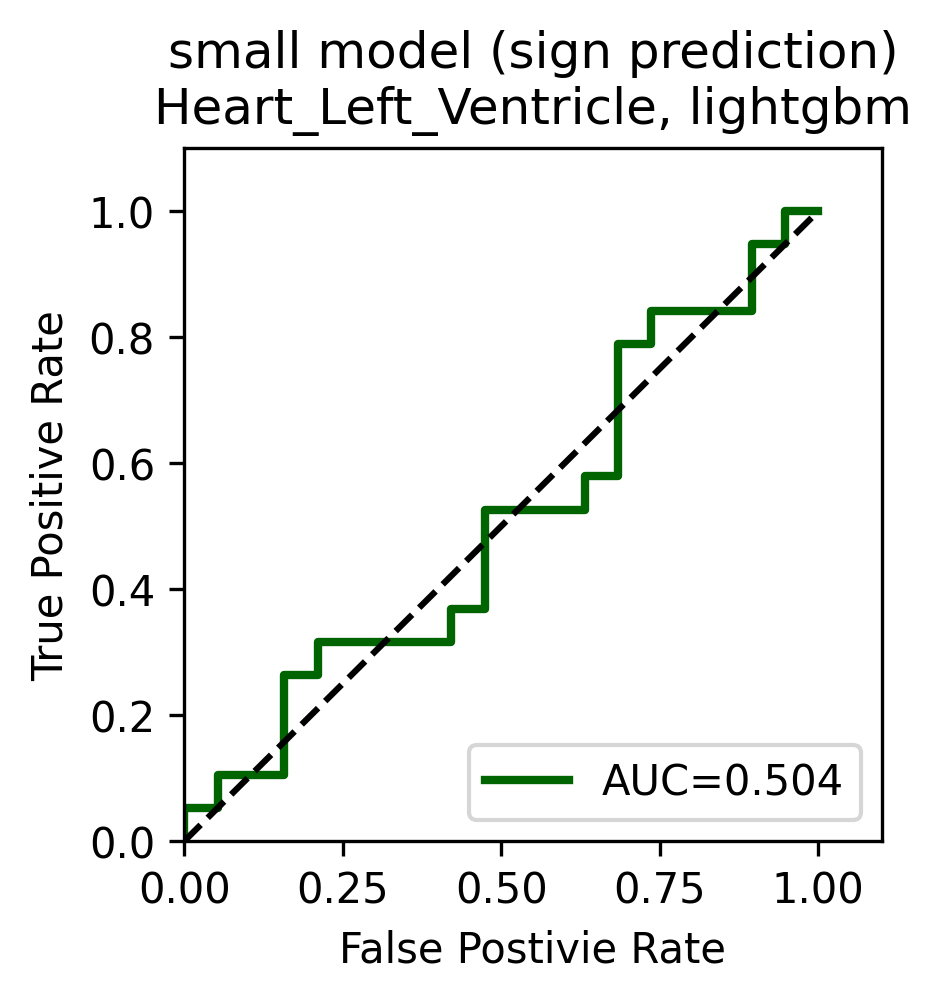 small model (sign prediction)
Heart_Left_Ventricle, lightgbm
True Positive Rate
1.0
0.8
0.6
0.4
0.2
0.0
AUC=0.504
0.00 0.25 0.50 0.75 1.00
False Postivie Rate